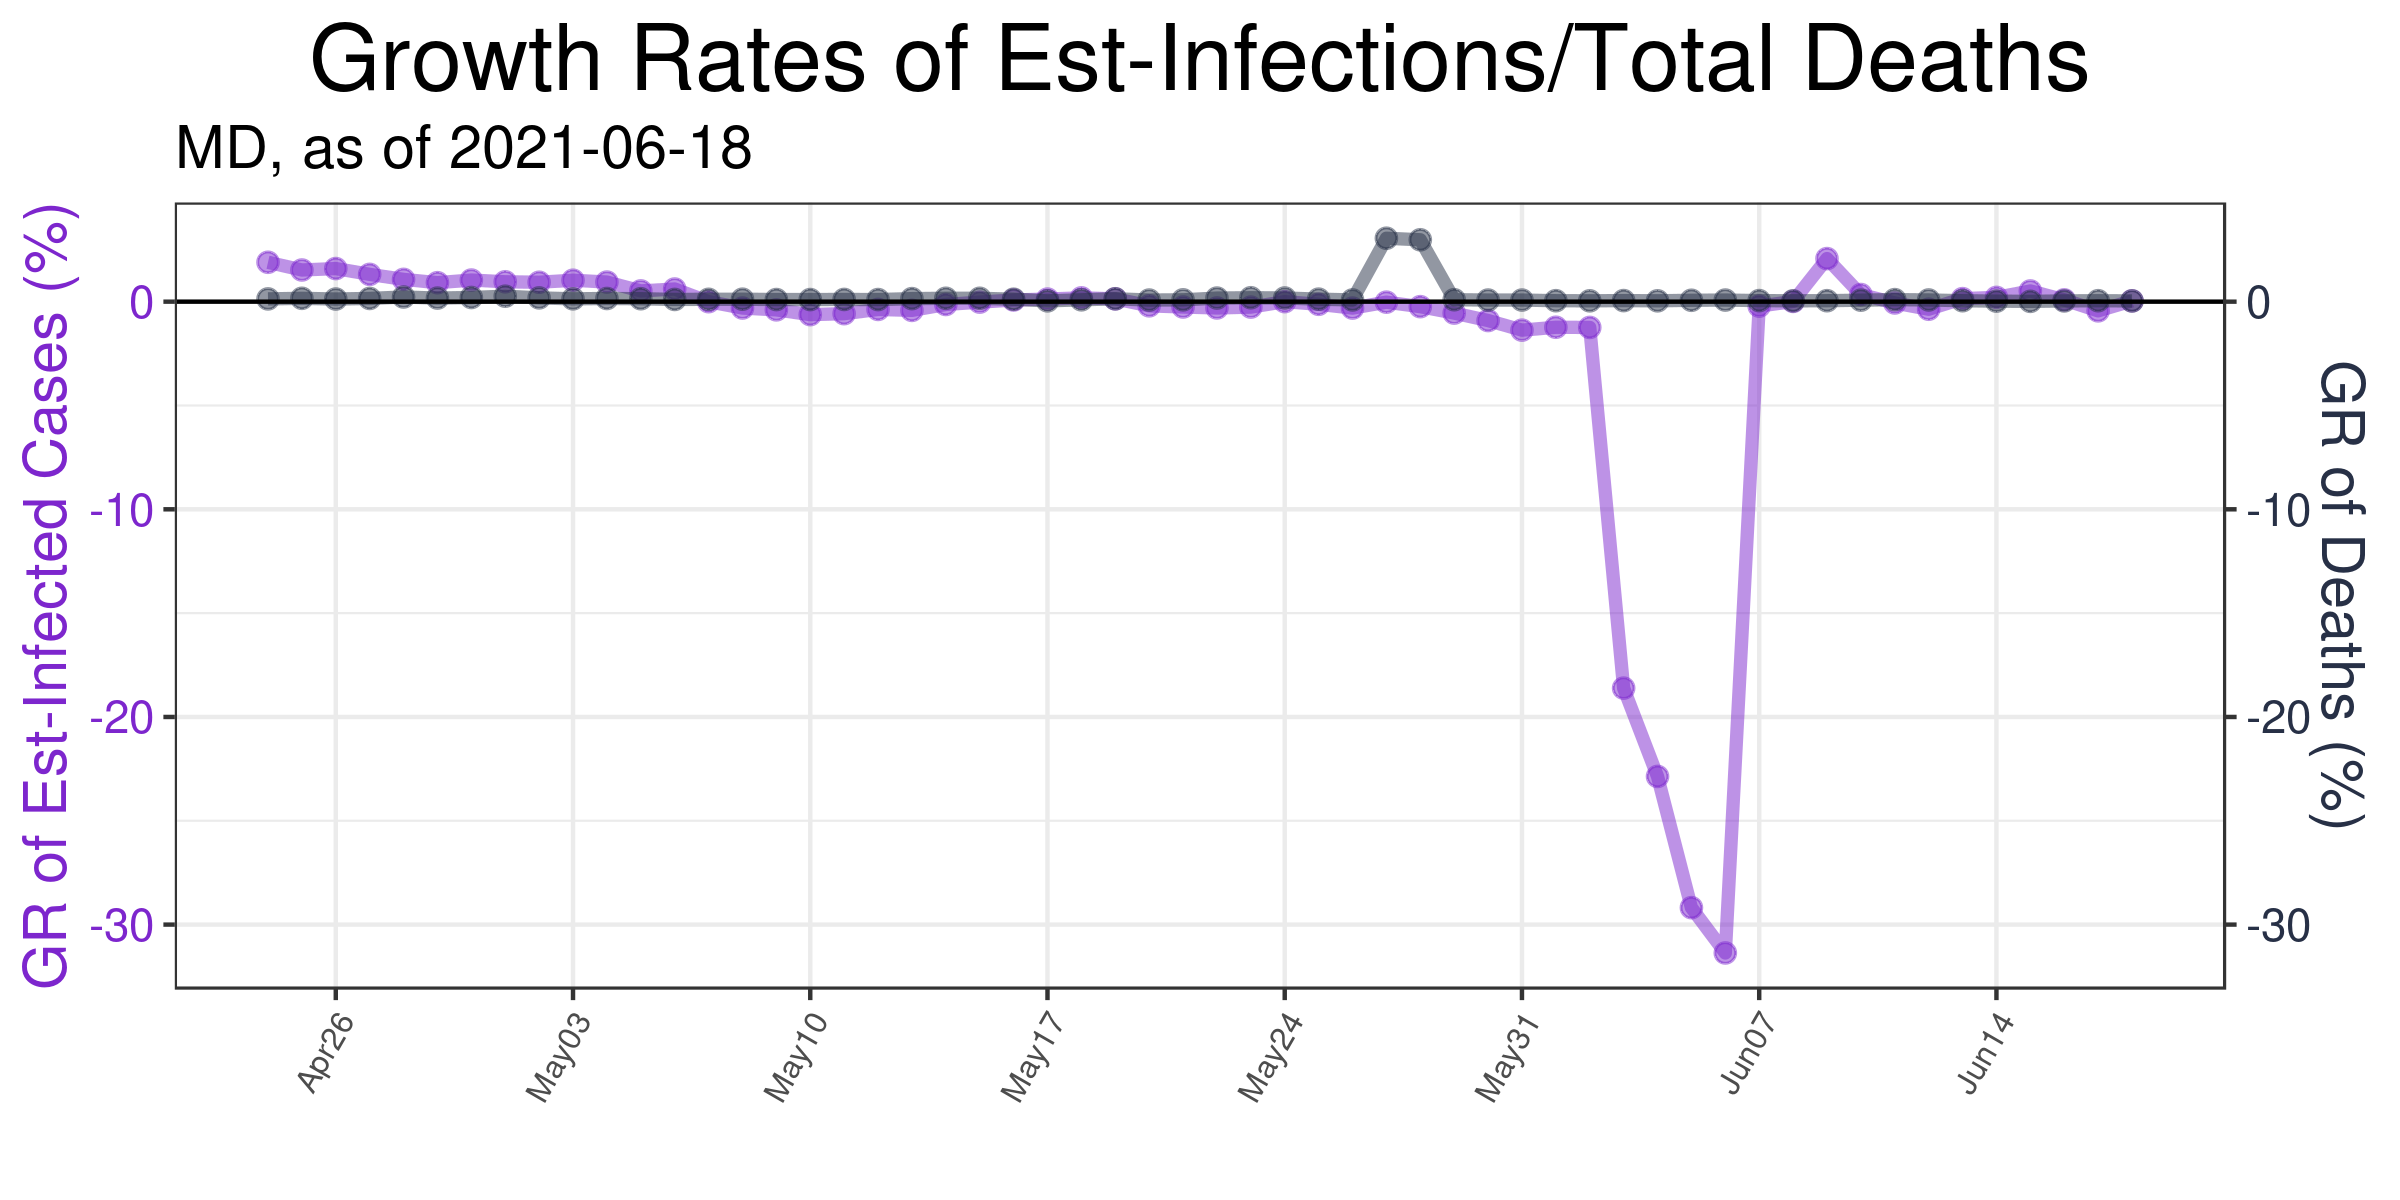 Growth Rates of Est-Infections/Total Deaths
MD, as of 2021-06-18
GR of Est-Infected Cases (%)
0
-10
-20
-30
0
-10
-20
-30
GR of Deaths (%)
Apr26
May03
May10
May17
May24
May31
Jun07
Jun14